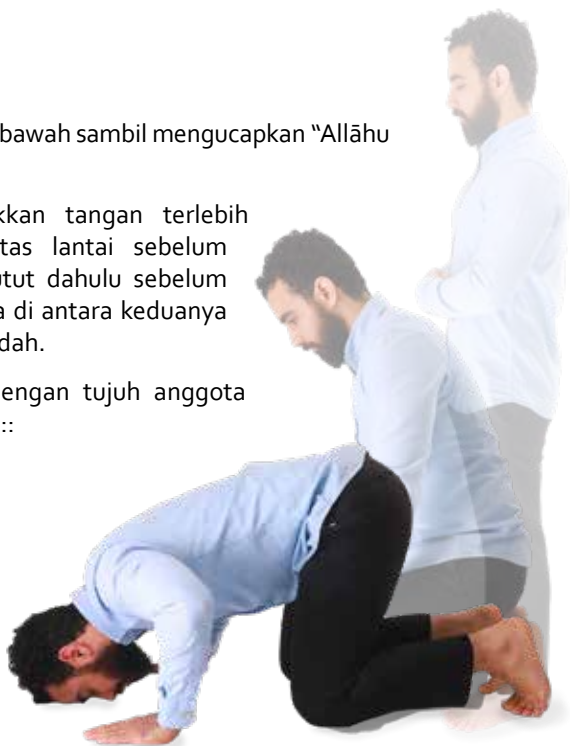 bawah sambil mengucapkan “Allāhu
kkan tangan terlebih
tas lantai sebelum
utut dahulu sebelum
a di antara keduanya
dah.
engan tujuh anggota
::